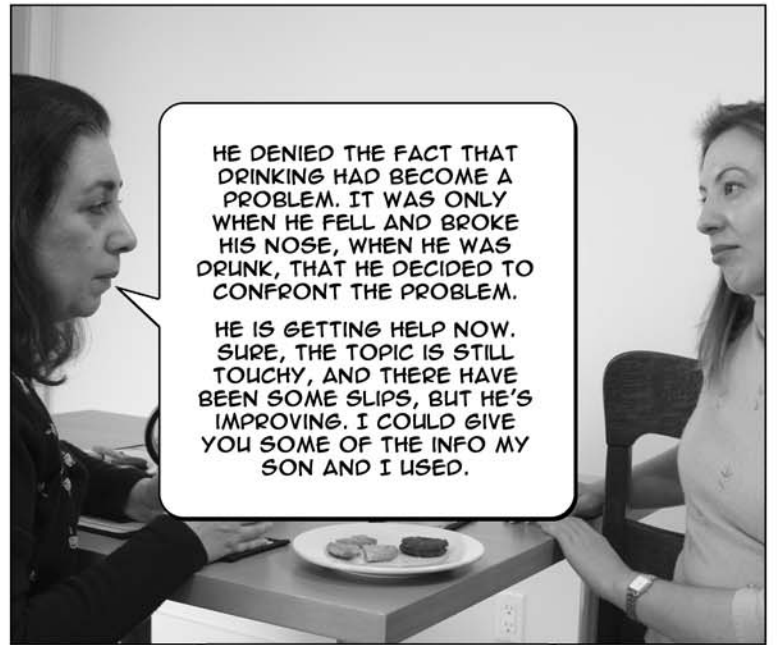 HE DENIED THE FACT THAT
DRINKING HAD BECOME A
PROBLEM. IT WAS ONLY
WHEN HE FELL AND BROKE
HIS NOSE, WHEN HE WAS
DRUNK, THAT HE DECIDED TO
CONFRONT THE PROBLEM.
HE IS GETTING HELP NOW.
SURE, THE TOPIC IS STILL
TOUCHY, AND THERE HAVE
BEEN SOME SLIPS, BUT HE'S
IMPROVING. I COULD GIVE
YOU SOME OF THE INFO MY
SON AND I USED.